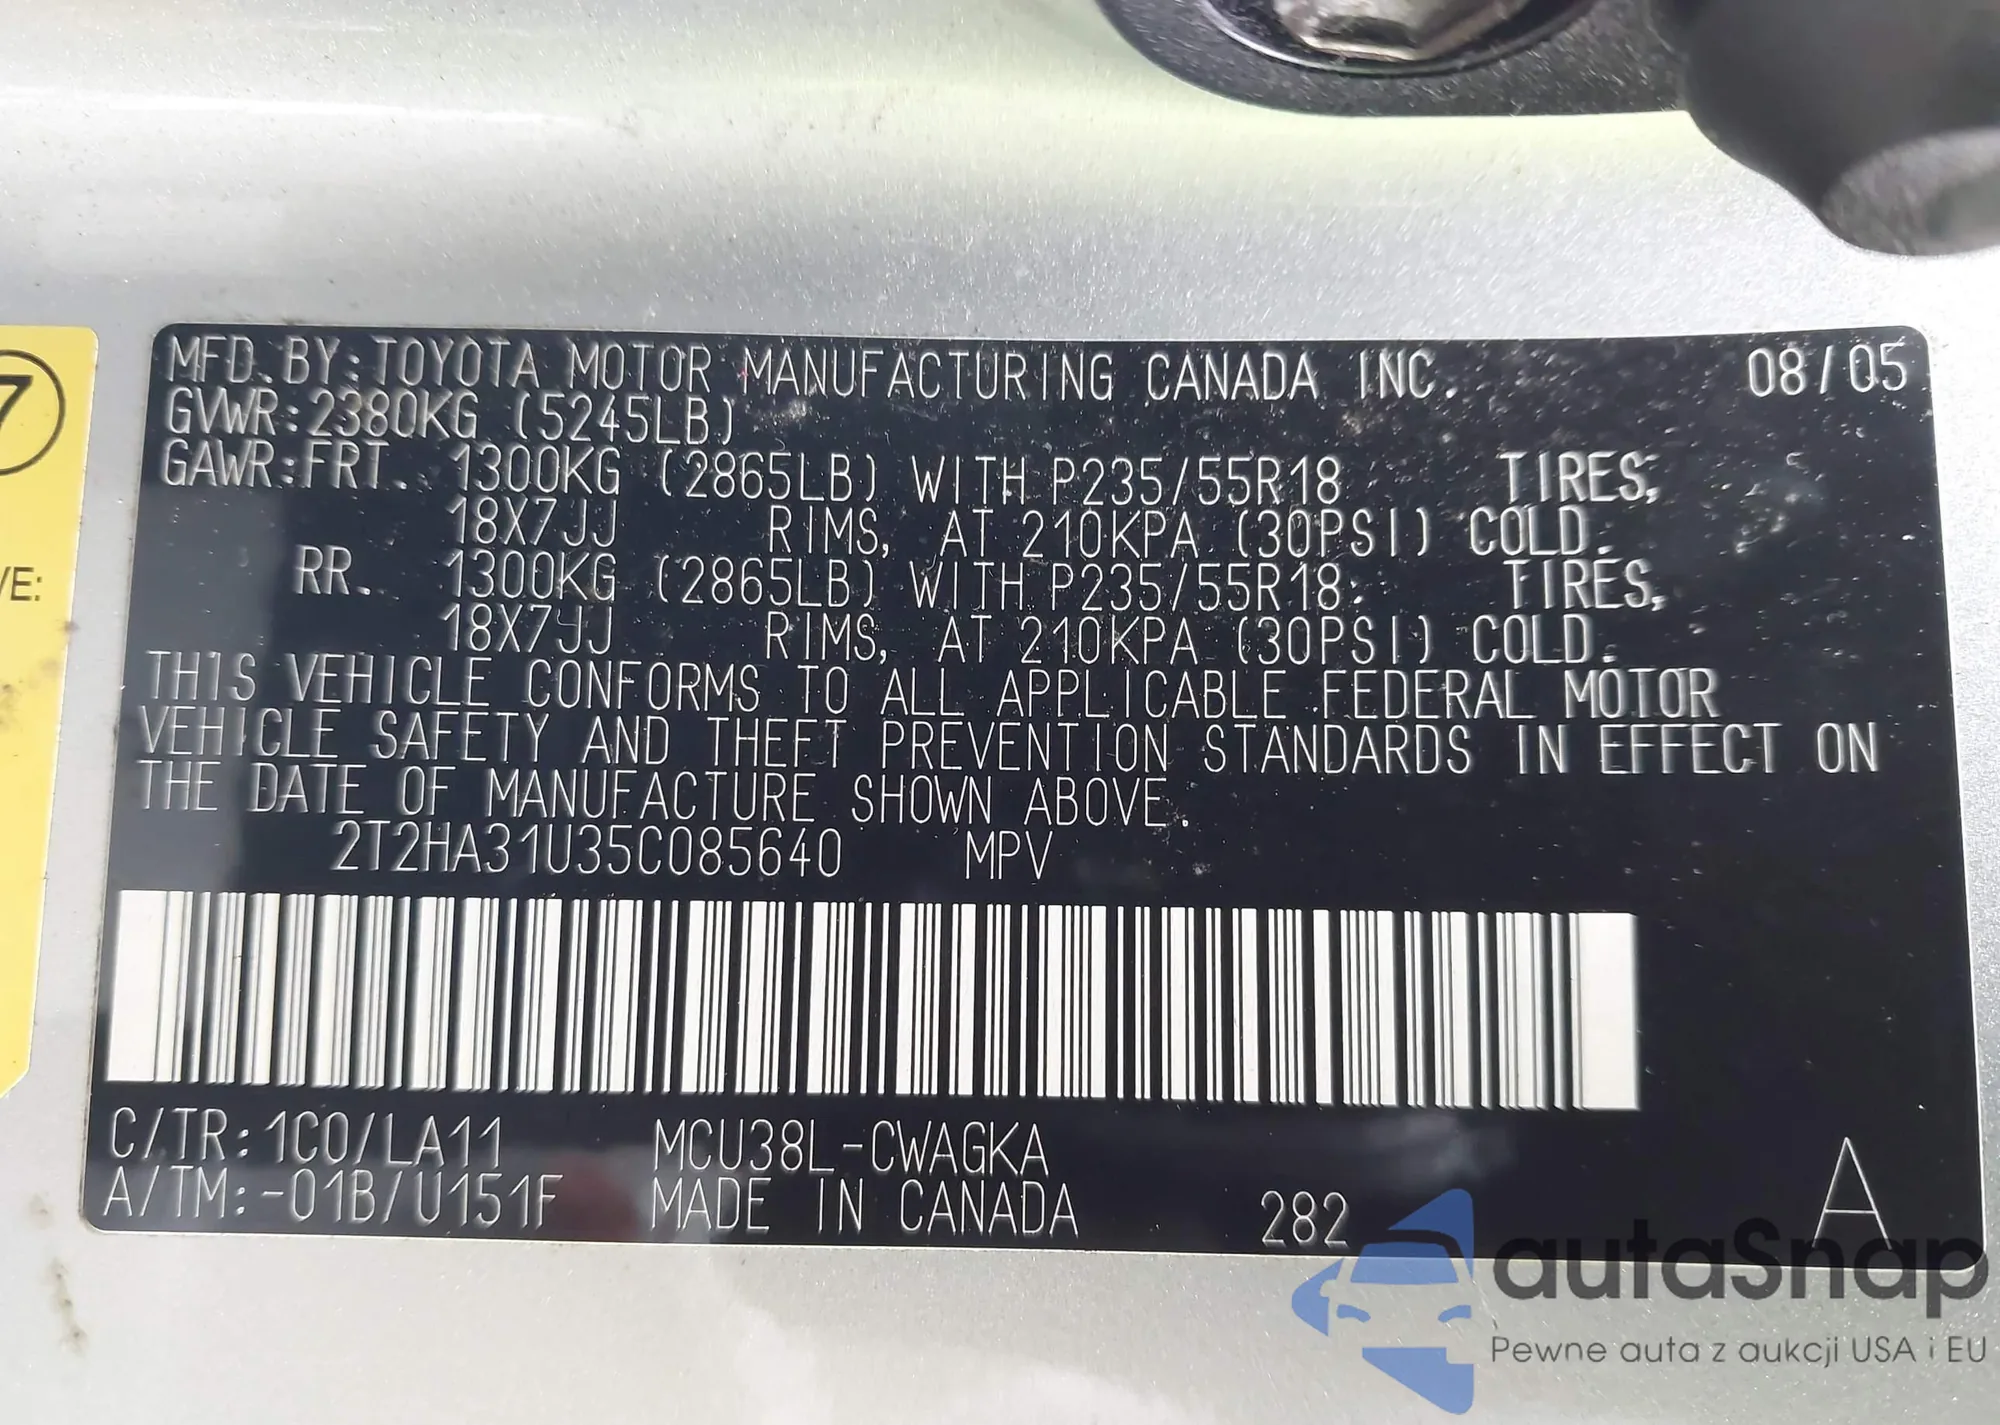 7
/E:
MFD. BY: TOYOTA MOTOR MANUFACTURING CANADA INC. 08/05
GVWR: 2380KG (5245LB)
GAWR: FRT. 1300KG (2865LB) WITH P235/55R18 TIRES,
18X7JJ RIMS, AT 210KPA (30PSI) COLD.
RR. 1300KG (2865LB) WITH P235/55R18 TIRES,
18X7JJ RIMS, AT 210KPA (30PSI) COLD.
THIS VEHICLE CONFORMS TO ALL APPLICABLE FEDERAL MOTOR
VEHICLE SAFETY AND THEFT PREVENTION STANDARDS IN EFFECT ON
THE DATE OF MANUFACTURE SHOWN ABOVE.
2T2HA31U35C085640 MPV
C/TR: 1C0/LA11 MCU38L-CWAGKA
A/TM: -01B/U151F MADE IN CANADA 282 A
autaSnap
Pewne auta z aukcji USA i EU